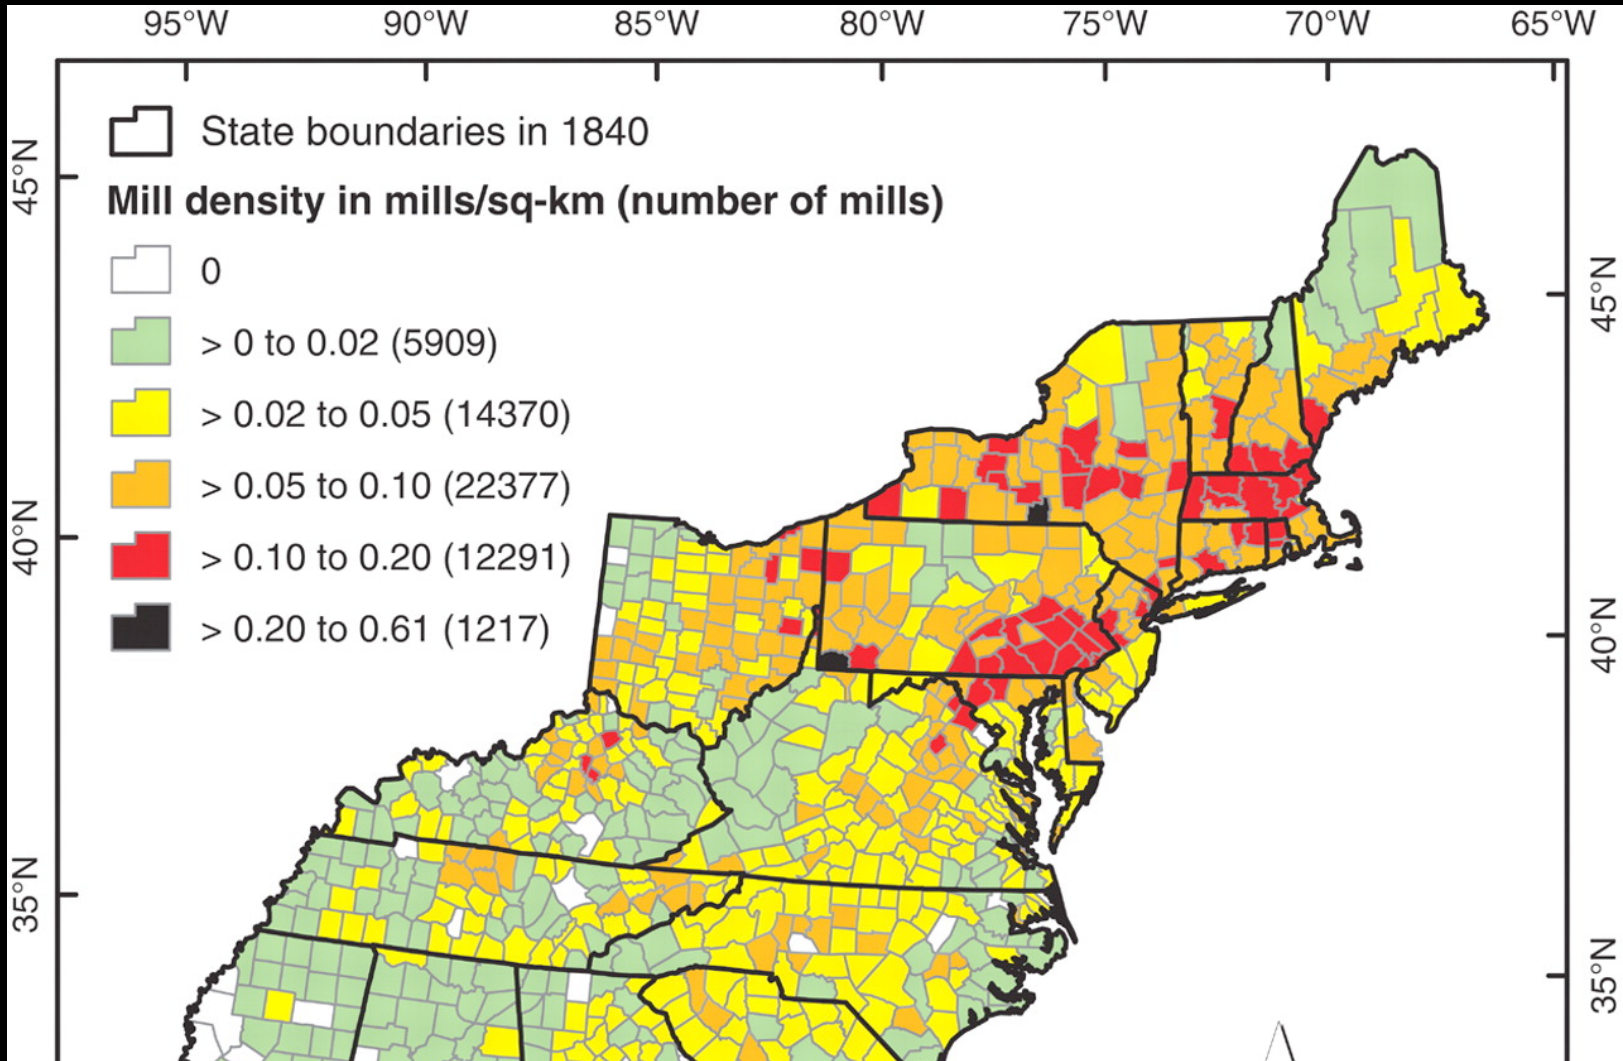 95°W 90°W 85°W 80°W 75°W 70°W 65°W
State boundaries in 1840
Mill density in mills/sq-km (number of mills)
0
> 0 to 0.02 (5909)
> 0.02 to 0.05 (14370)
> 0.05 to 0.10 (22377)
> 0.10 to 0.20 (12291)
> 0.20 to 0.61 (1217)
45°N
40°N
35°N
45°N
40°N
35°N